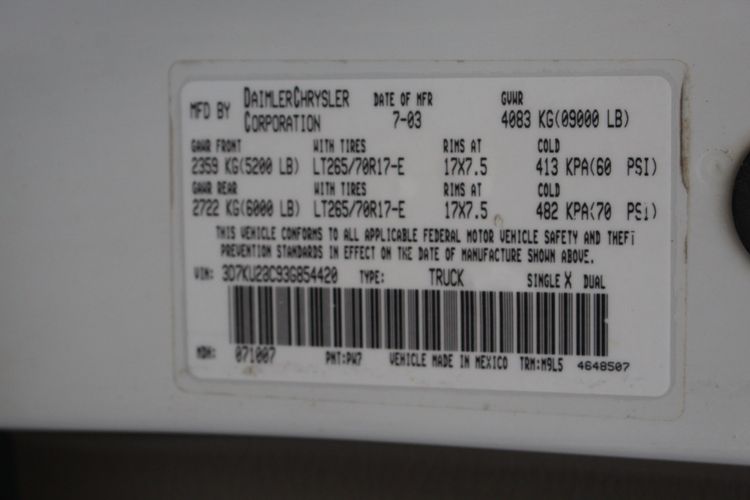 MFD BY DAIMLERCHRYSLER CORPORATION DATE OF MFR 7-03 GVWR 4083 KG(09000 LB)
GAWR FRONT WITH TIRES RIMS AT COLD
2359 KG(5200 LB) LT265/70R17-E 17X7.5 413 KPA(60 PSI)
GAWR REAR WITH TIRES RIMS AT COLD
2722 KG(6000 LB) LT265/70R17-E 17X7.5 482 KPA(70 PSI)
THIS VEHICLE CONFORMS TO ALL APPLICABLE FEDERAL MOTOR VEHICLE SAFETY AND THEFT
PREVENTION STANDARDS IN EFFECT ON THE DATE OF MANUFACTURE SHOWN ABOVE.
VIN: 3D7KU28C93G854420 TYPE: TRUCK SINGLE X DUAL
MDH: 071007 PNT:PW7 VEHICLE MADE IN MEXICO TRM:M9L5 4648507